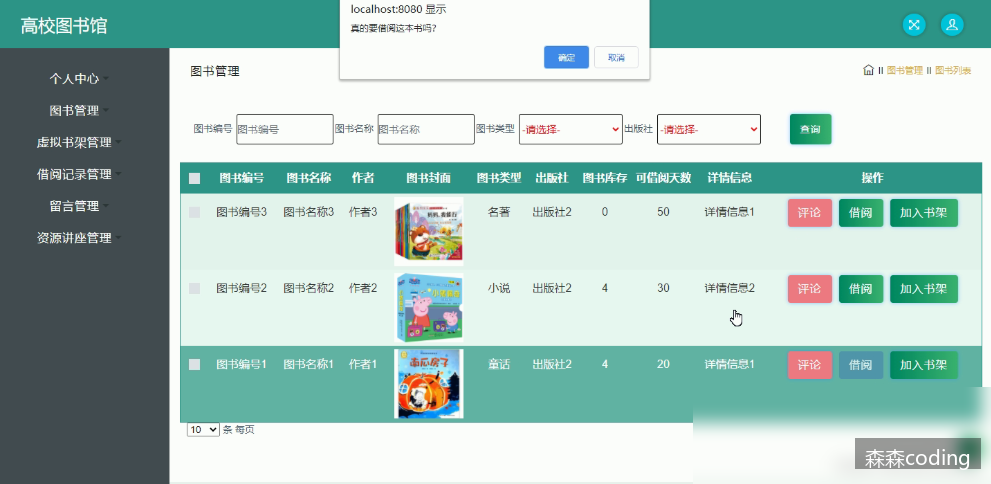 高校图书馆
localhost:8080 显示
真的要借阅这本书吗?
确定 取消
个人中心
图书管理
虚拟书架管理
借阅记录管理
留言管理
资源讲座管理
图书管理
II 图书管理 II 图书列表
图书编号 图书编号 图书名称 图书名称 图书类型 -请选择- 出版社 -请选择- 查询
图书编号 图书名称 作者 图书封面 图书类型 出版社 图书库存 可借阅天数 详情信息 操作
图书编号3 图书名称3 作者3 名著 出版社2 0 50 详情信息3 评论 借阅 加入书架
图书编号2 图书名称2 作者2 小说 出版社2 4 30 详情信息2 评论 借阅 加入书架
图书编号1 图书名称1 作者1 南瓜房子 童话 出版社2 4 20 详情信息1 评论 借阅 加入书架
10 条 每页
森森coding